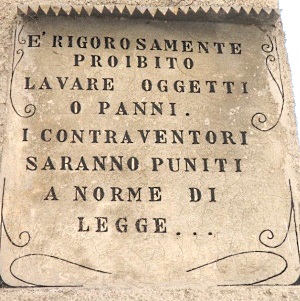 E' RIGOROSAMENTE
PROIBITO
LAVARE OGGETTI
O PANNI.
I CONTRAVENTORI
SARANNO PUNITI
A NORME DI
LEGGE...